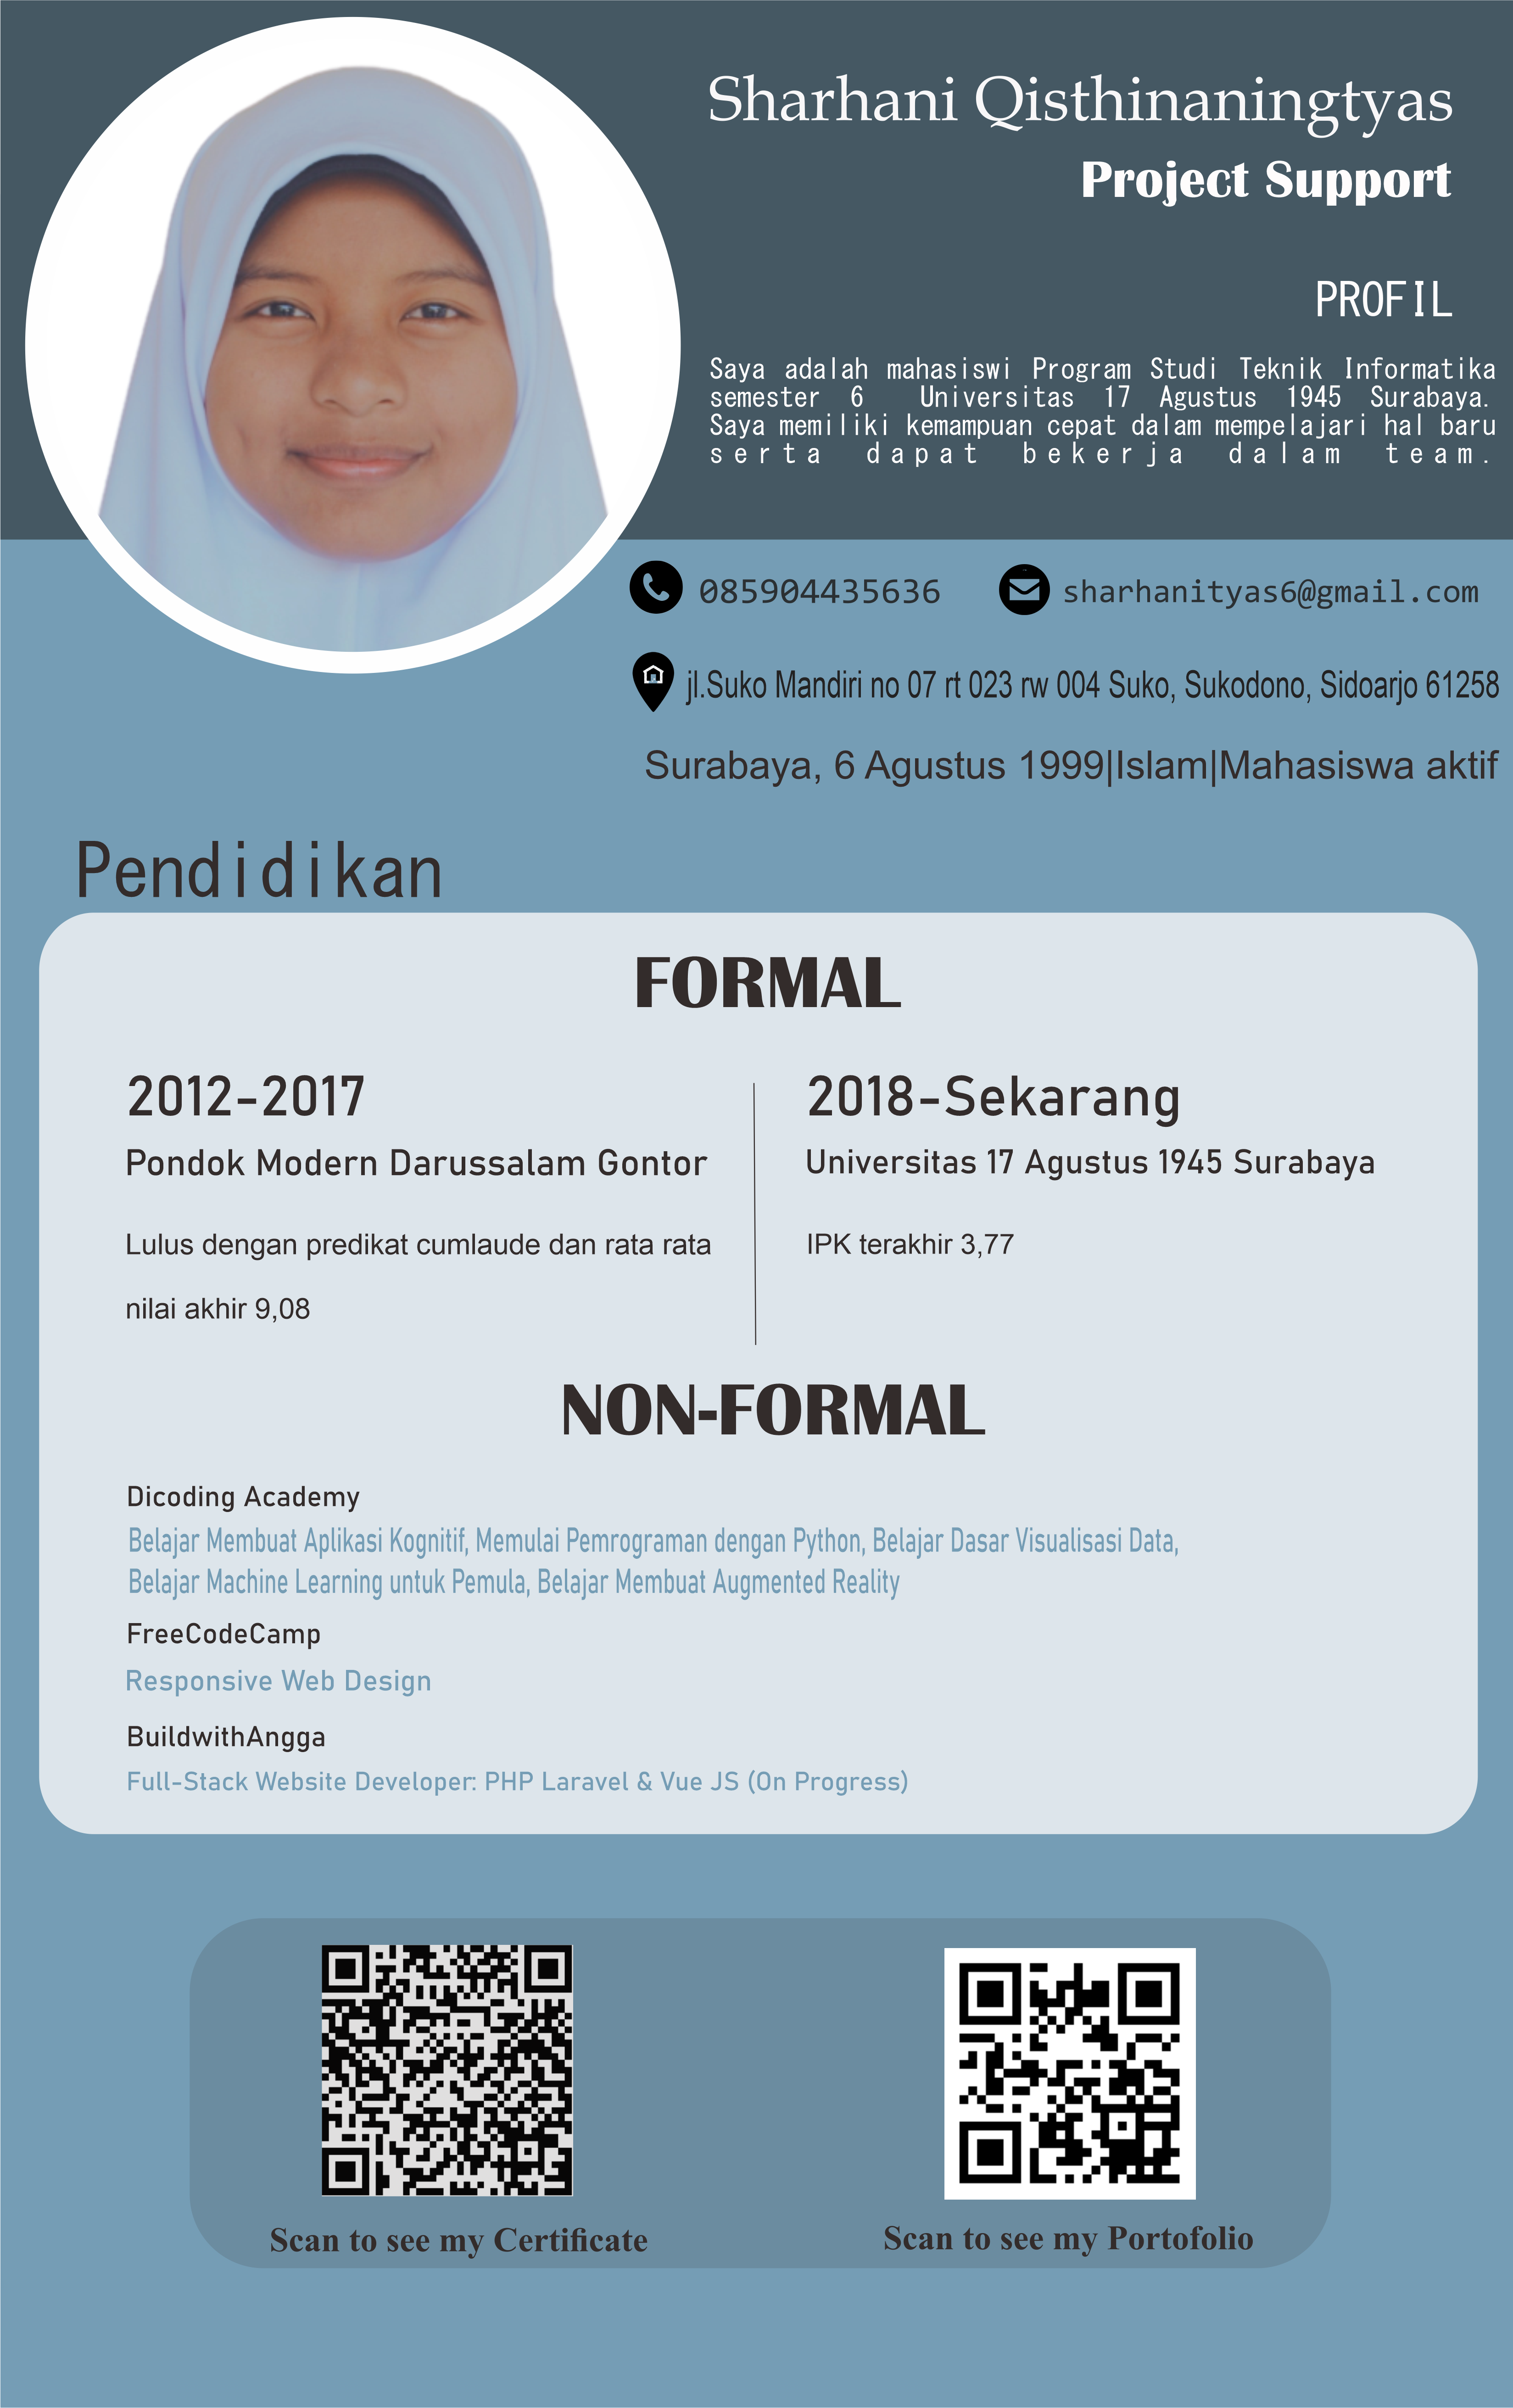 Sharhani Qisthinaningtyas
Project Support
PROFIL
Saya adalah mahasiswi Program Studi Teknik Informatika
semester 6 Universitas 17 Agustus 1945 Surabaya.
Saya memiliki kemampuan cepat dalam mempelajari hal baru
serta dapat bekerja dalam team.
085904435636
sharhanityas6@gmail.com
jl.Suko Mandiri no 07 rt 023 rw 004 Suko, Sukodono, Sidoarjo 61258
Surabaya, 6 Agustus 1999|Islam|Mahasiswa aktif
Pendidikan
FORMAL
2012-2017
Pondok Modern Darussalam Gontor
Lulus dengan predikat cumlaude dan rata rata
nilai akhir 9,08
2018-Sekarang
Universitas 17 Agustus 1945 Surabaya
IPK terakhir 3,77
NON-FORMAL
Dicoding Academy
Belajar Membuat Aplikasi Kognitif, Memulai Pemrograman dengan Python, Belajar Dasar Visualisasi Data,
Belajar Machine Learning untuk Pemula, Belajar Membuat Augmented Reality
FreeCodeCamp
Responsive Web Design
BuildwithAngga
Full-Stack Website Developer: PHP Laravel & Vue JS (On Progress)
Scan to see my Certificate
Scan to see my Portofolio